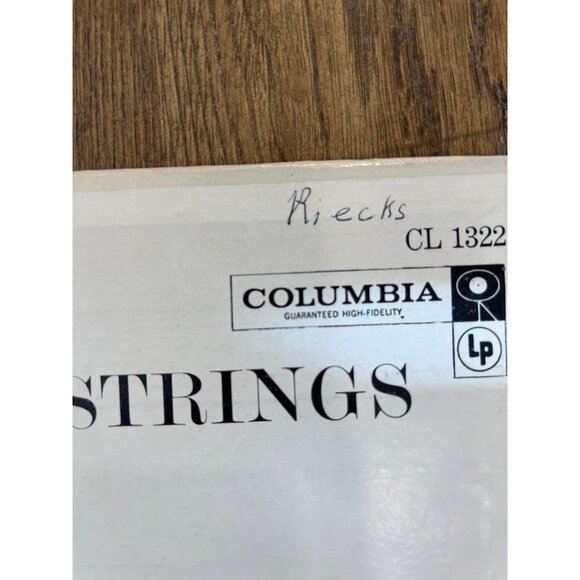 Riecks
CL 1322
COLUMBIA
GUARANTEED HIGH-FIDELITY
Lp
STRINGS